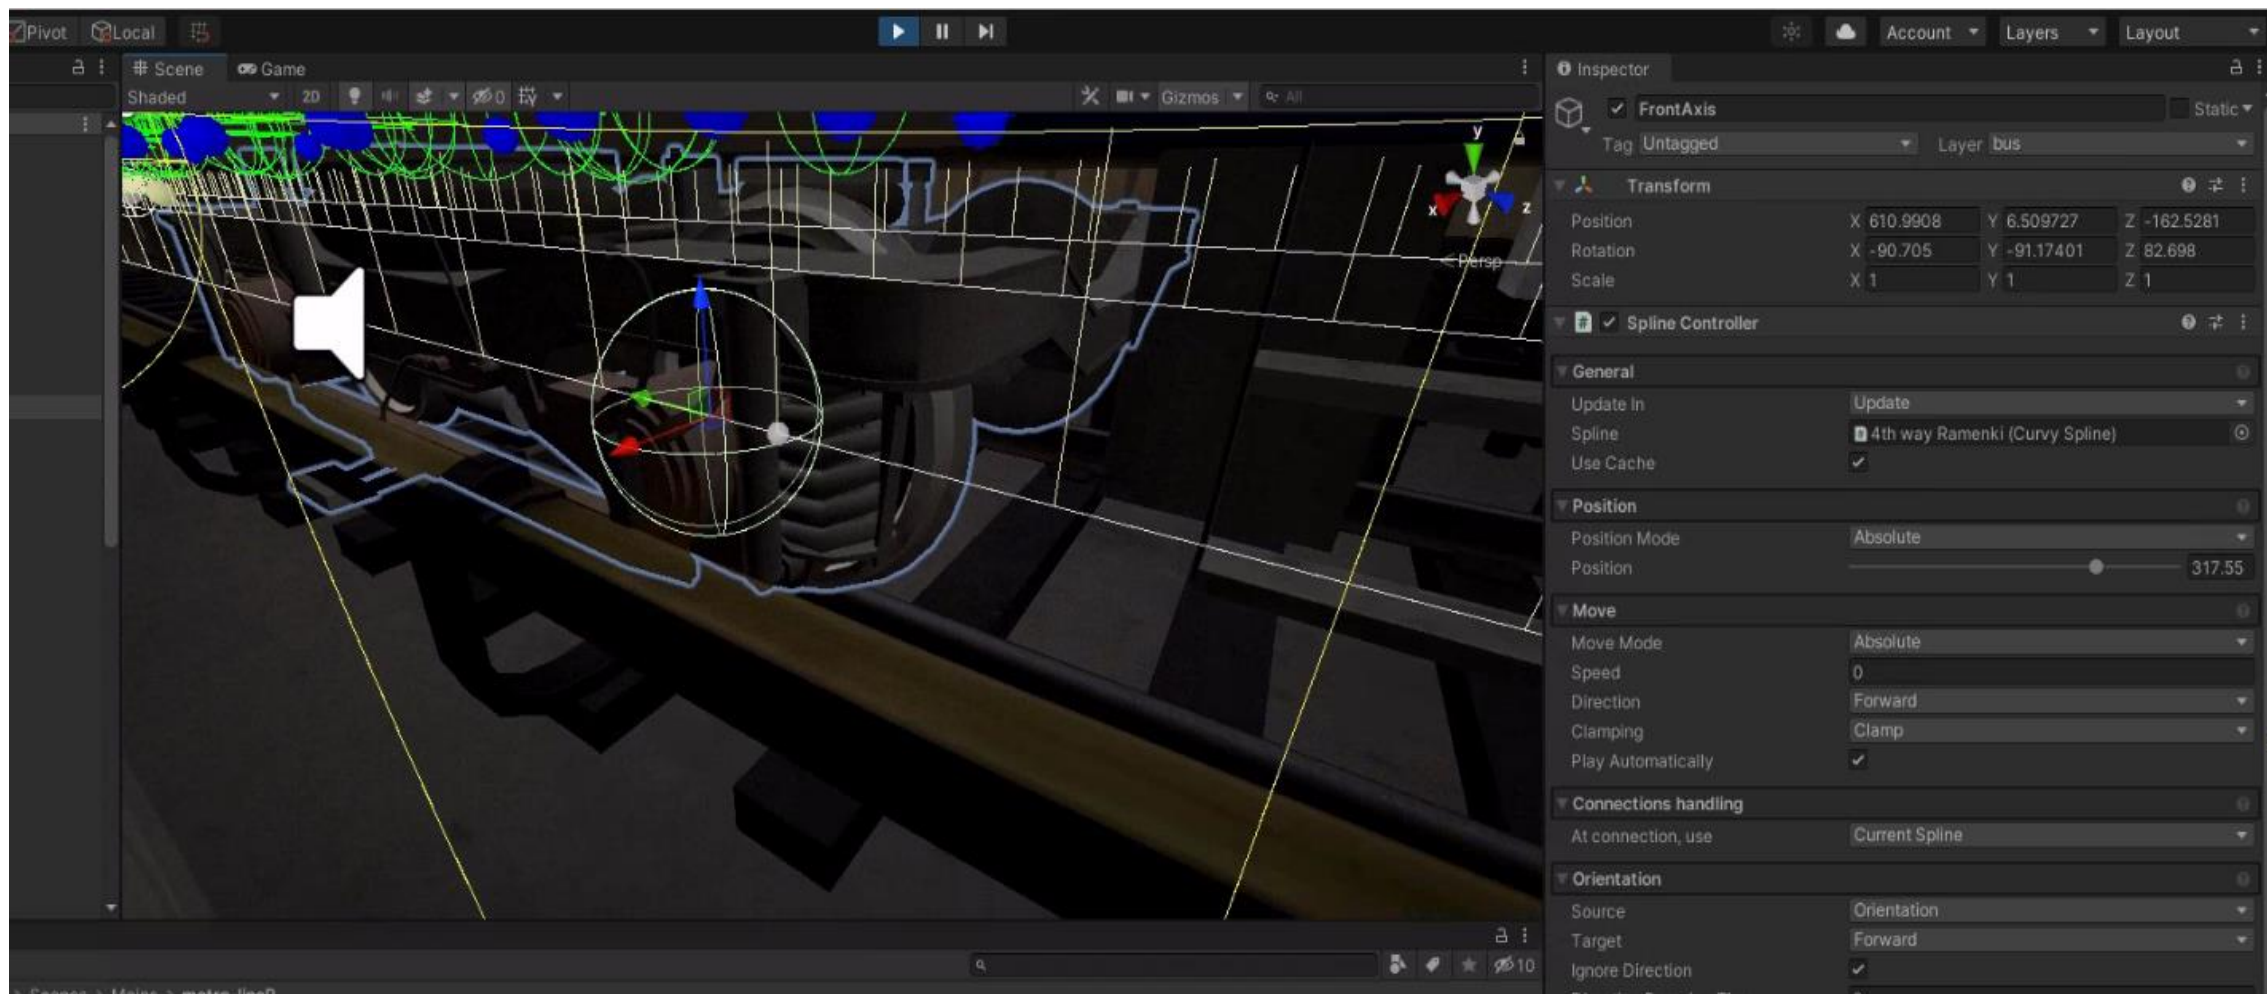 Pivot Local Account Layers Layout
Scene Game
Shaded 2D 0 Gizmos All
y
x z
Persp
Inspector
FrontAxis Static
Tag Untagged Layer bus
Transform
Position X 610.9908 Y 6.509727 Z -162.5281
Rotation X -90.705 Y -91.17401 Z 82.698
Scale X 1 Y 1 Z 1
Spline Controller
General
Update In Update
Spline 4th way Ramenki (Curvy Spline)
Use Cache
Position
Position Mode Absolute
Position 317.55
Move
Move Mode Absolute
Speed 0
Direction Forward
Clamping Clamp
Play Automatically
Connections handling
At connection, use Current Spline
Orientation
Source Orientation
Target Forward
Ignore Direction
10